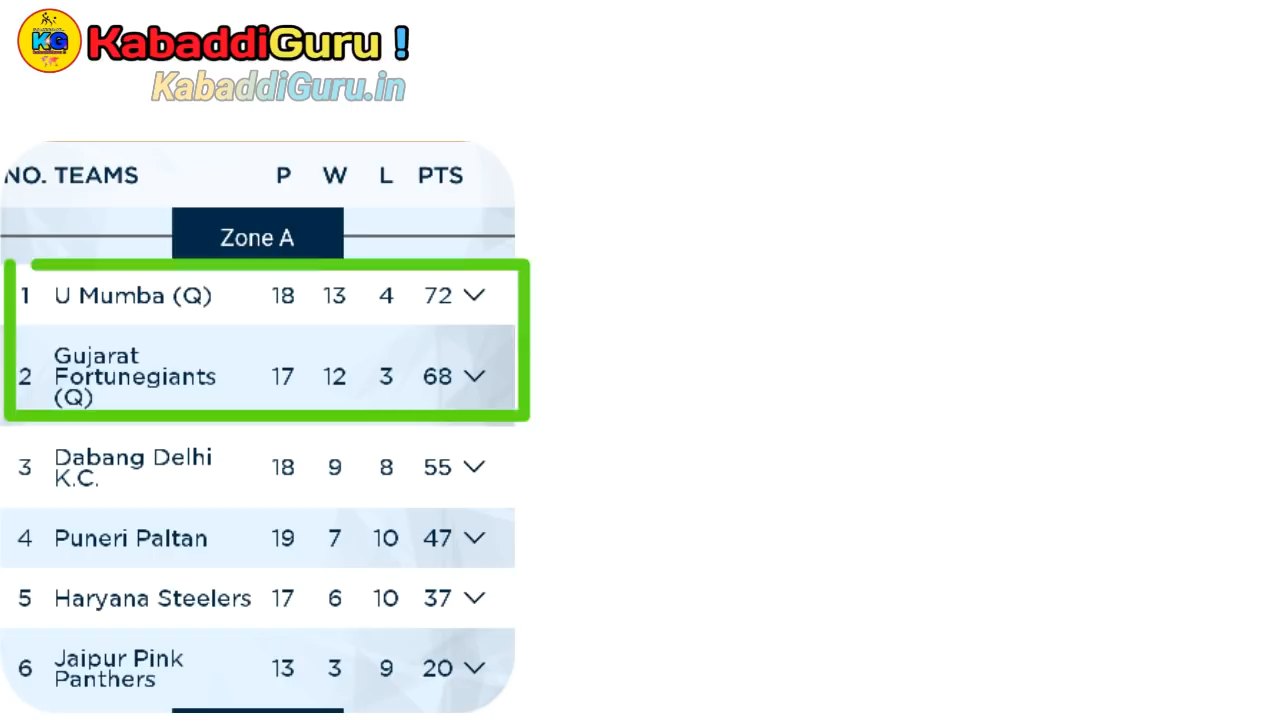 KG
KabaddiGuru !
KabaddiGuru.in
NO. TEAMS P W L PTS
Zone A
1 U Mumba (Q) 18 13 4 72
2 Gujarat Fortunegiants (Q) 17 12 3 68
3 Dabang Delhi K.C. 18 9 8 55
4 Puneri Paltan 19 7 10 47
5 Haryana Steelers 17 6 10 37
6 Jaipur Pink Panthers 13 3 9 20